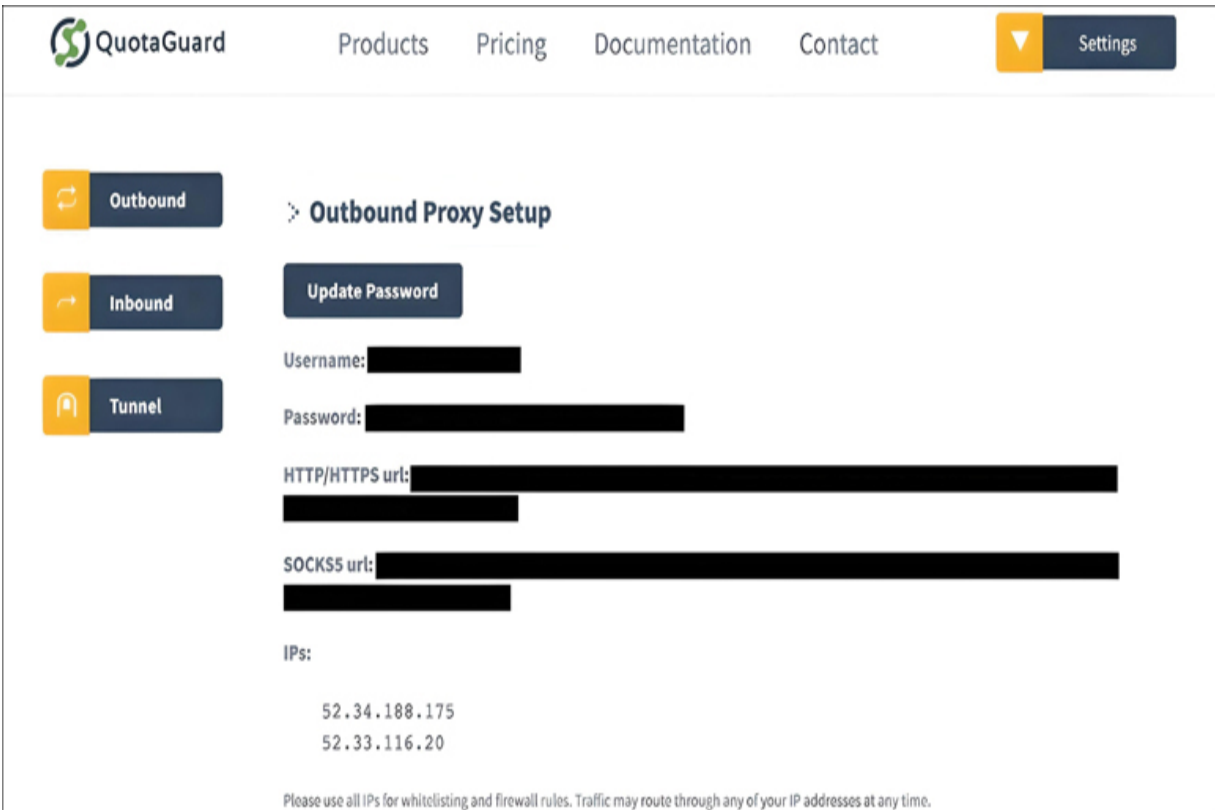 QuotaGuard
Products Pricing Documentation Contact
Settings
Outbound
Inbound
Tunnel
Outbound Proxy Setup
Update Password
Username:
Password:
HTTP/HTTPS url:
SOCKS5 url:
IPs:
52.34.188.175
52.33.116.20
Please use all IPs for whitelisting and firewall rules. Traffic may route through any of your IP addresses at any time.